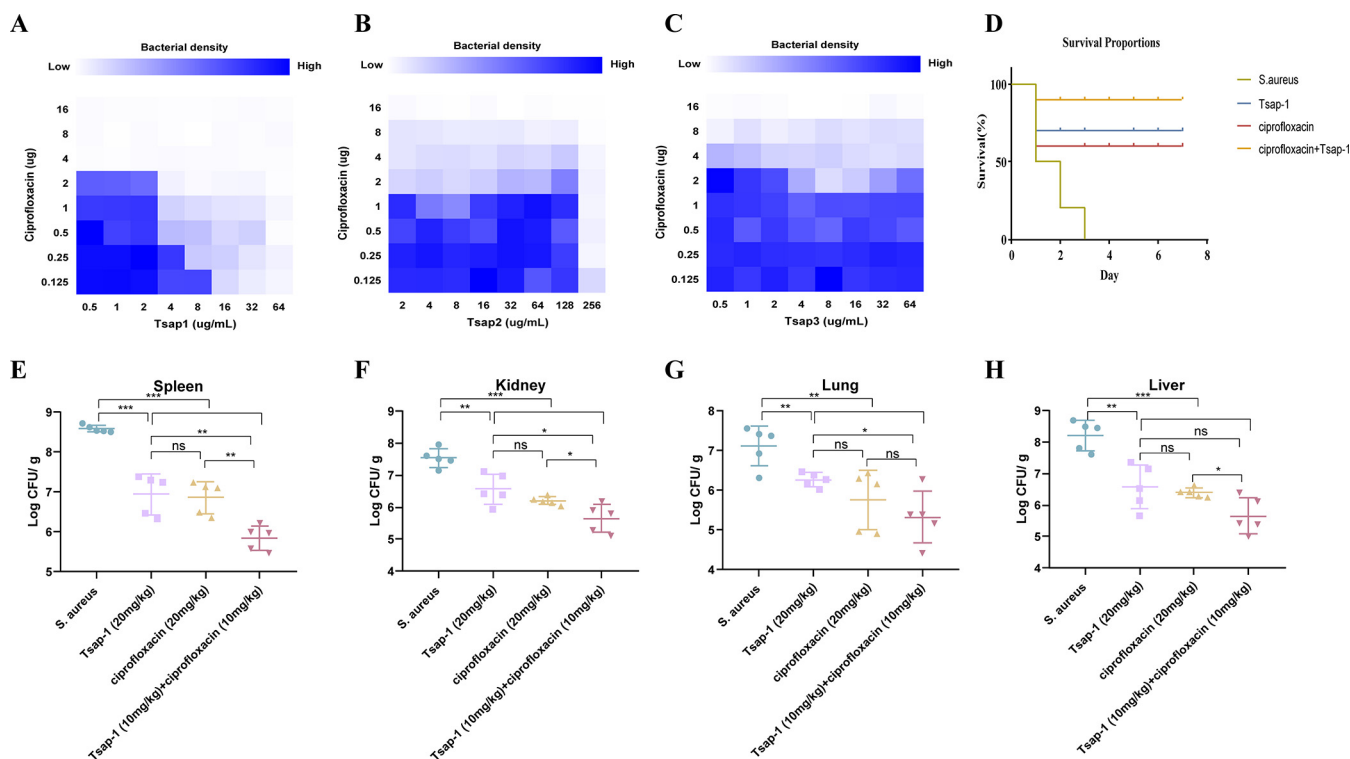 A
Bacterial density
Low
High
Ciprofloxacin (ug)
16
8
4
2
1
0.5
0.25
0.125
0.5 1 2 4 8 16 32 64
Tsap1 (ug/mL)
B
Bacterial density
Low
High
Ciprofloxacin (ug)
16
8
4
2
1
0.5
0.25
0.125
2 4 8 16 32 64 128 256
Tsap2 (ug/mL)
C
Bacterial density
Low
High
Ciprofloxacin (ug)
16
8
4
2
1
0.5
0.25
0.125
0.5 1 2 4 8 16 32 64
Tsap3 (ug/mL)
D
Survival Proportions
Survival(%)
100
50
0
0 2 4 6 8
Day
S.aureus
Tsap-1
ciprofloxacin
ciprofloxacin+Tsap-1
E
Spleen
***
***
**
ns
**
Log CFU/ g
9
8
7
6
5
S. aureus
Tsap-1 (20mg/kg)
ciprofloxacin (20mg/kg)
Tsap-1 (10mg/kg)+ciprofloxacin (10mg/kg)
F
Kidney
***
**
*
ns
*
Log CFU/ g
9
8
7
6
5
4
S. aureus
Tsap-1 (20mg/kg)
ciprofloxacin (20mg/kg)
Tsap-1 (10mg/kg)+ciprofloxacin (10mg/kg)
G
Lung
**
**
*
ns
ns
Log CFU/ g
8
7
6
5
4
S. aureus
Tsap-1 (20mg/kg)
ciprofloxacin (20mg/kg)
Tsap-1 (10mg/kg)+ciprofloxacin (10mg/kg)
H
Liver
***
**
ns
ns
*
Log CFU/ g
9
8
7
6
5
4
S. aureus
Tsap-1 (20mg/kg)
ciprofloxacin (20mg/kg)
Tsap-1 (10mg/kg)+ciprofloxacin (10mg/kg)